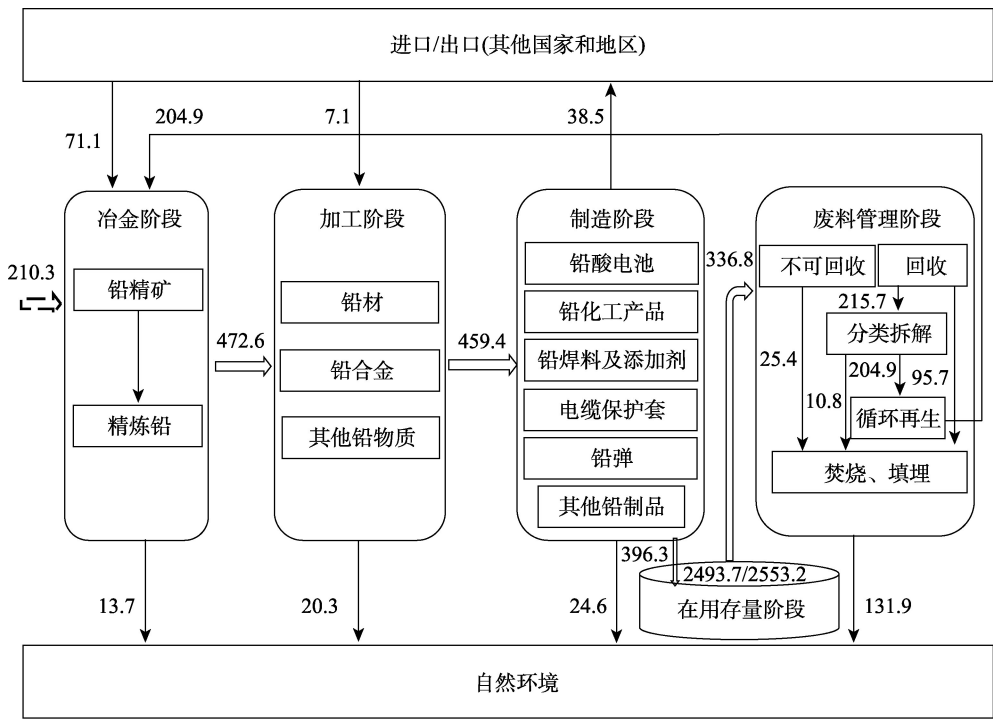 进口/出口(其他国家和地区)
71.1
204.9
7.1
38.5
210.3
冶金阶段
铅精矿
精炼铅
472.6
加工阶段
铅材
铅合金
其他铅物质
459.4
制造阶段
铅酸电池
铅化工产品
铅焊料及添加剂
电缆保护套
铅弹
其他铅制品
336.8
废料管理阶段
不可回收
回收
215.7
分类拆解
25.4
204.9
95.7
10.8
循环再生
焚烧、填埋
396.3
2493.7/2553.2
在用存量阶段
13.7
20.3
24.6
131.9
自然环境